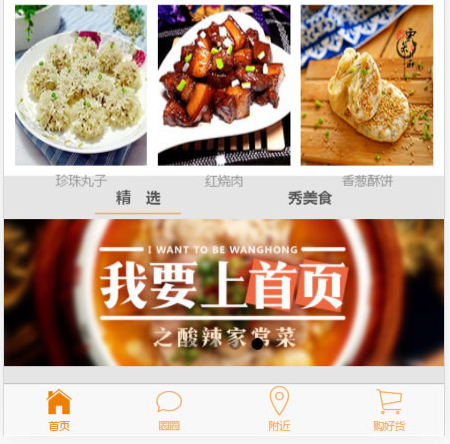 珍珠丸子 红烧肉 香葱酥饼
精 选 秀美食
I WANT TO BE WANGHONG
我要上首页
之酸辣家常菜
首页 圆圆 附近 购好货